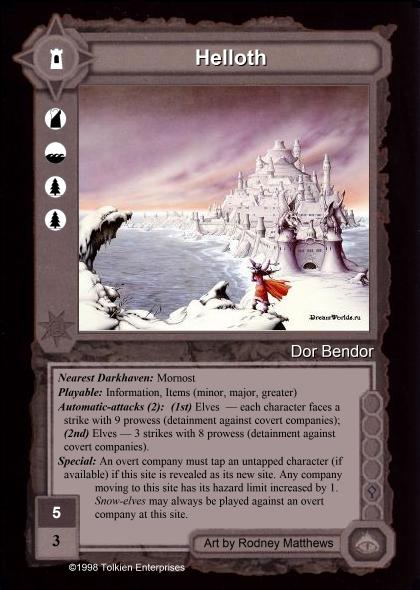 Helloth
DreamWorlds.ru
Dor Bendor
Nearest Darkhaven: Mornost
Playable: Information, Items (minor, major, greater)
Automatic-attacks (2): (1st) Elves — each character faces a
strike with 9 prowess (detainment against covert companies);
(2nd) Elves — 3 strikes with 8 prowess (detainment against
covert companies).
Special: An overt company must tap an untapped character (if
available) if this site is revealed as its new site. Any company
moving to this site has its hazard limit increased by 1.
Snow-elves may always be played against an overt
company at this site.
5
3
Art by Rodney Matthews
©1998 Tolkien Enterprises